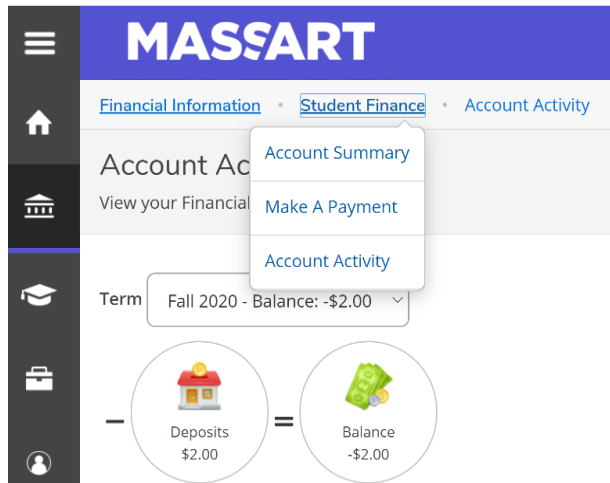 MASSART
Financial Information • Student Finance • Account Activity
Account Summary
Make A Payment
Account Activity
Account Ac
View your Financial
Term Fall 2020 - Balance: -$2.00
– Deposits = Balance
$2.00 -$2.00